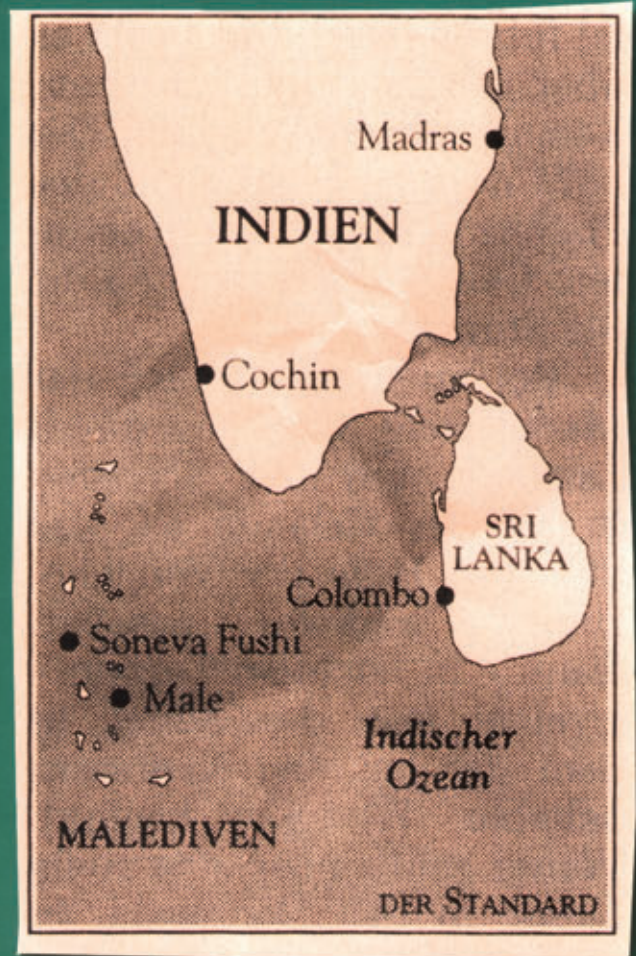 Madras
INDIEN
Cochin
SRI
LANKA
Colombo
Soneva Fushi
Male
Indischer
Ozean
MALEDIVEN
DER STANDARD